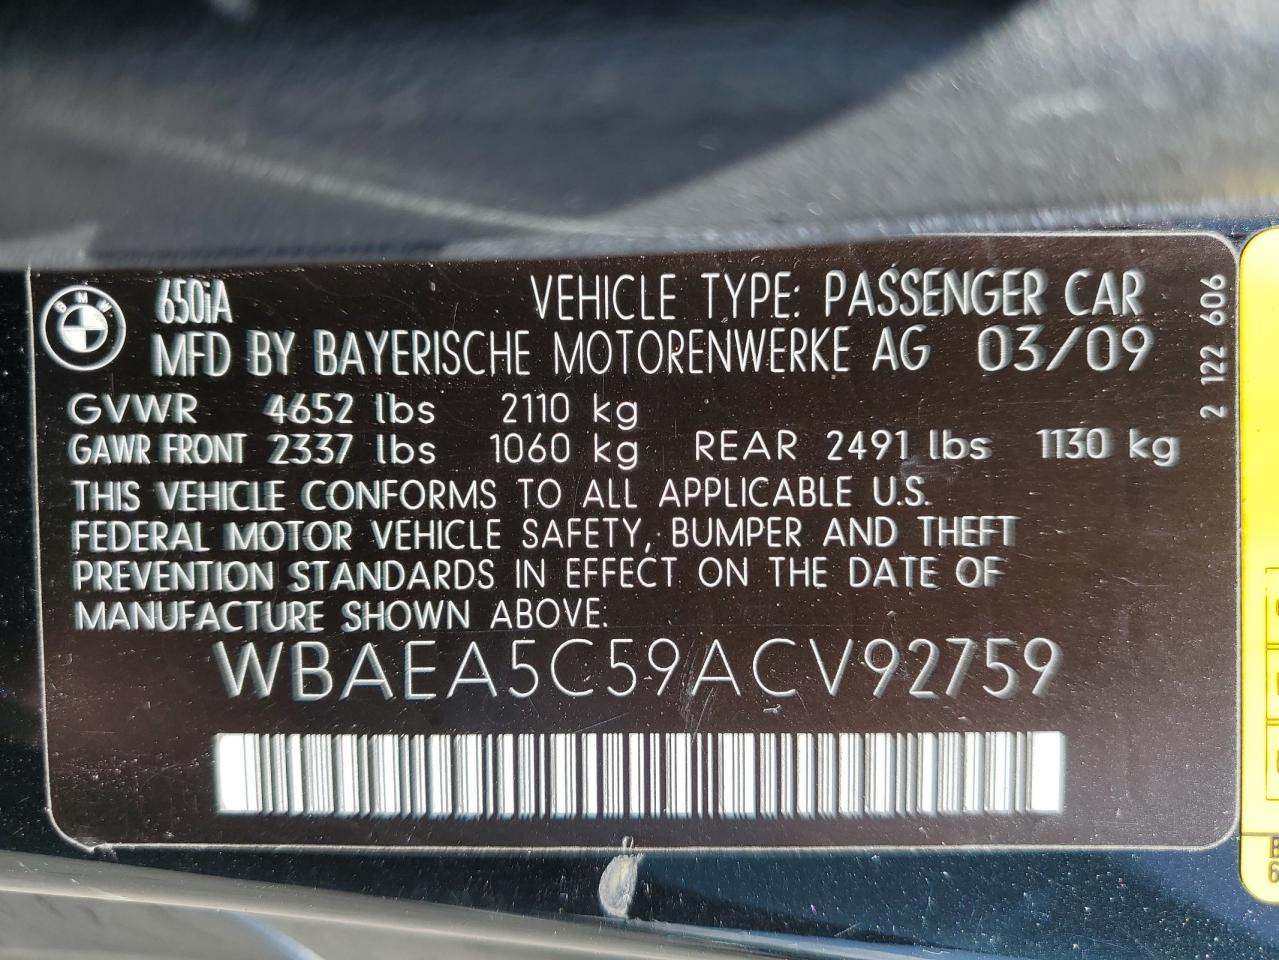 BMW
650iA VEHICLE TYPE: PASSENGER CAR
MFD BY BAYERISCHE MOTORENWERKE AG 03/09
GVWR 4652 lbs 2110 kg
GAWR FRONT 2337 lbs 1060 kg REAR 2491 lbs 1130 kg
THIS VEHICLE CONFORMS TO ALL APPLICABLE U.S.
FEDERAL MOTOR VEHICLE SAFETY, BUMPER AND THEFT
PREVENTION STANDARDS IN EFFECT ON THE DATE OF
MANUFACTURE SHOWN ABOVE.
WBAEA5C59ACV92759
2 122 606